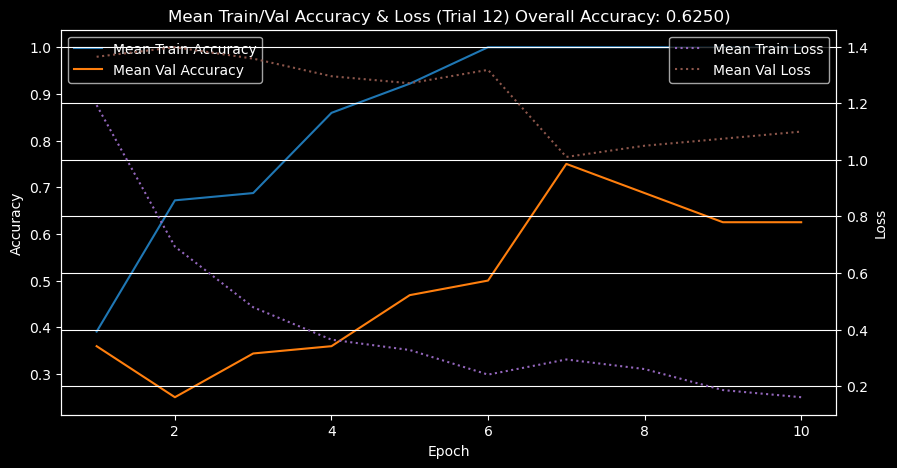 Mean Train/Val Accuracy & Loss (Trial 12) Overall Accuracy: 0.6250)
Mean Train Accuracy
Mean Val Accuracy
Mean Train Loss
Mean Val Loss
1.0
0.9
0.8
0.7
0.6
0.5
0.4
0.3
Accuracy
1.4
1.2
1.0
0.8
0.6
0.4
0.2
Loss
2
4
6
8
10
Epoch